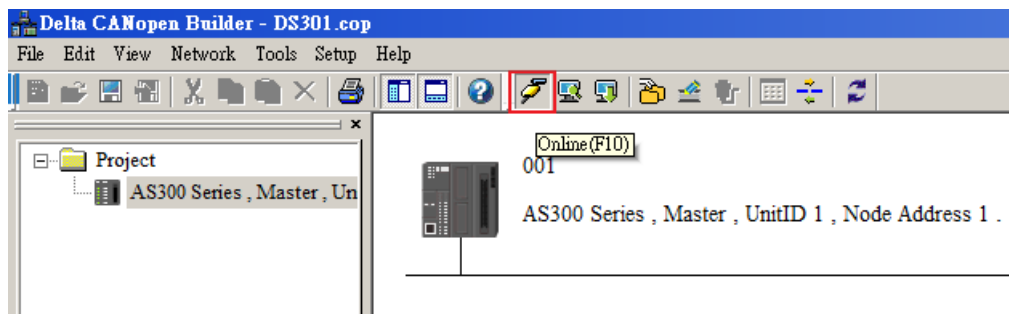 Delta CANopen Builder - DS301.cop
File Edit View Network Tools Setup Help
Online(F10)
Project
001
AS300 Series , Master , Un
AS300 Series , Master , UnitID 1 , Node Address 1 .